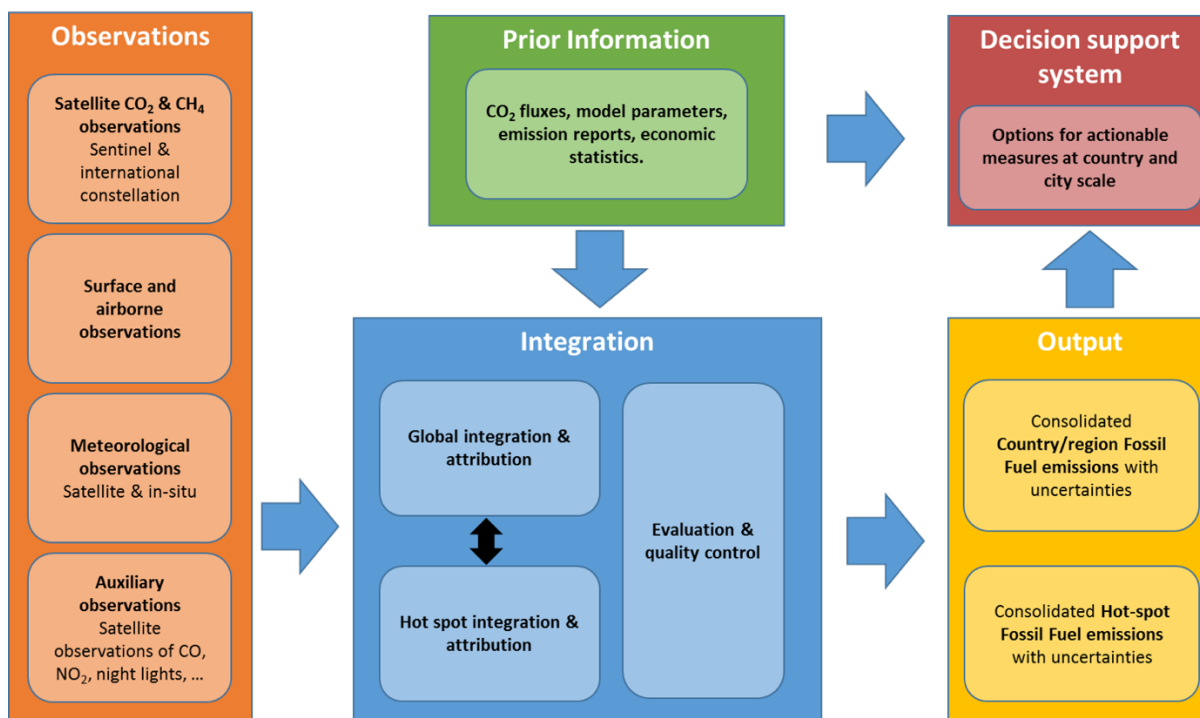 Observations
Satellite CO₂ & CH₄
observations
Sentinel &
international
constellation
Surface and
airborne
observations
Meteorological
observations
Satellite & in-situ
Auxiliary
observations
Satellite
observations of CO,
NO₂, night lights, …
Prior Information
CO₂ fluxes, model parameters,
emission reports, economic
statistics.
Decision support
system
Options for actionable
measures at country and
city scale
Integration
Global integration &
attribution
Hot spot integration &
attribution
Evaluation &
quality control
Output
Consolidated
Country/region Fossil
Fuel emissions with
uncertainties
Consolidated Hot-spot
Fossil Fuel emissions
with uncertainties